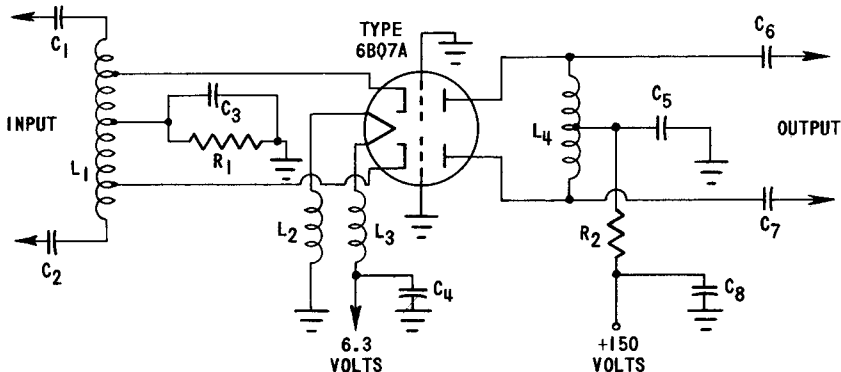 C1
TYPE
6BQ7A
C6
C3
C5
INPUT
L4
OUTPUT
R1
L1
L2
L3
R2
C7
C2
C4
C8
6.3
VOLTS
+150
VOLTS